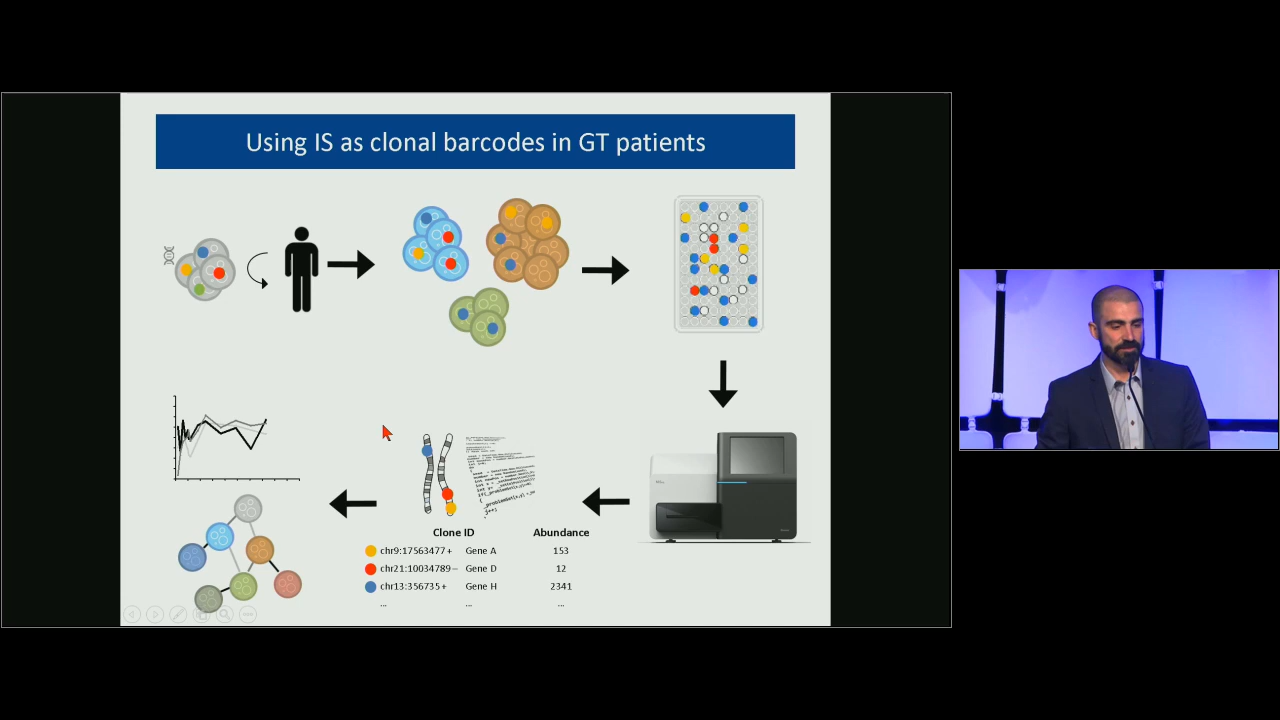 Using IS as clonal barcodes in GT patients
Clone ID Abundance
chr9:17563477+ Gene A 153
chr21:10034789− Gene D 12
chr13:356735+ Gene H 2341
... ... ...